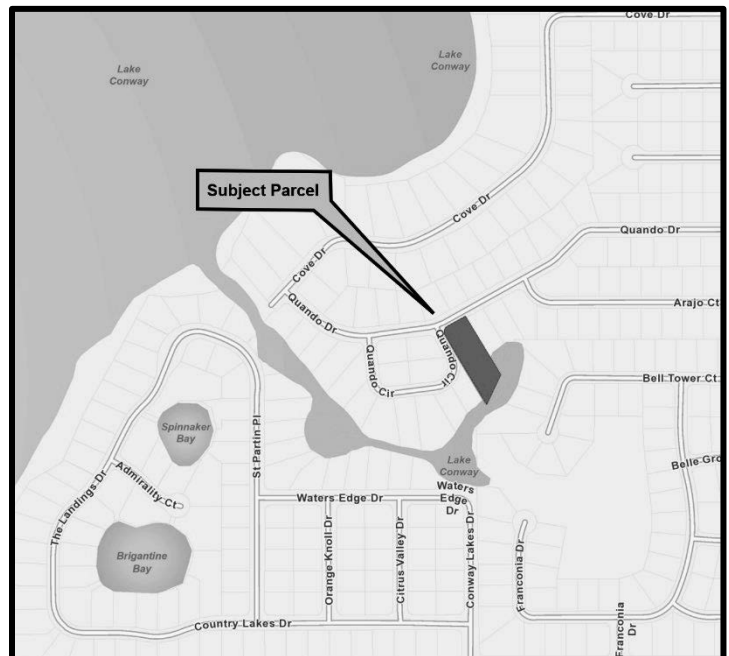 Cove Dr
Lake
Conway
Lake
Conway
Subject Parcel
Cove Dr
Quando Dr
Cove Dr
Arajo Ct
Quando Dr
Quando Cir
Quando Cir
Bell Tower Ct
Spinnaker
Bay
St Partin Pl
Belle Gro
Lake
Conway
Admirality Ct
The Landings Dr
Waters
Edge
Dr
Waters Edge Dr
Orange Knoll Dr
Citrus Valley Dr
Conway Lakes Dr
Franconia Dr
Brigantine
Bay
Country Lakes Dr
Franconia
Dr